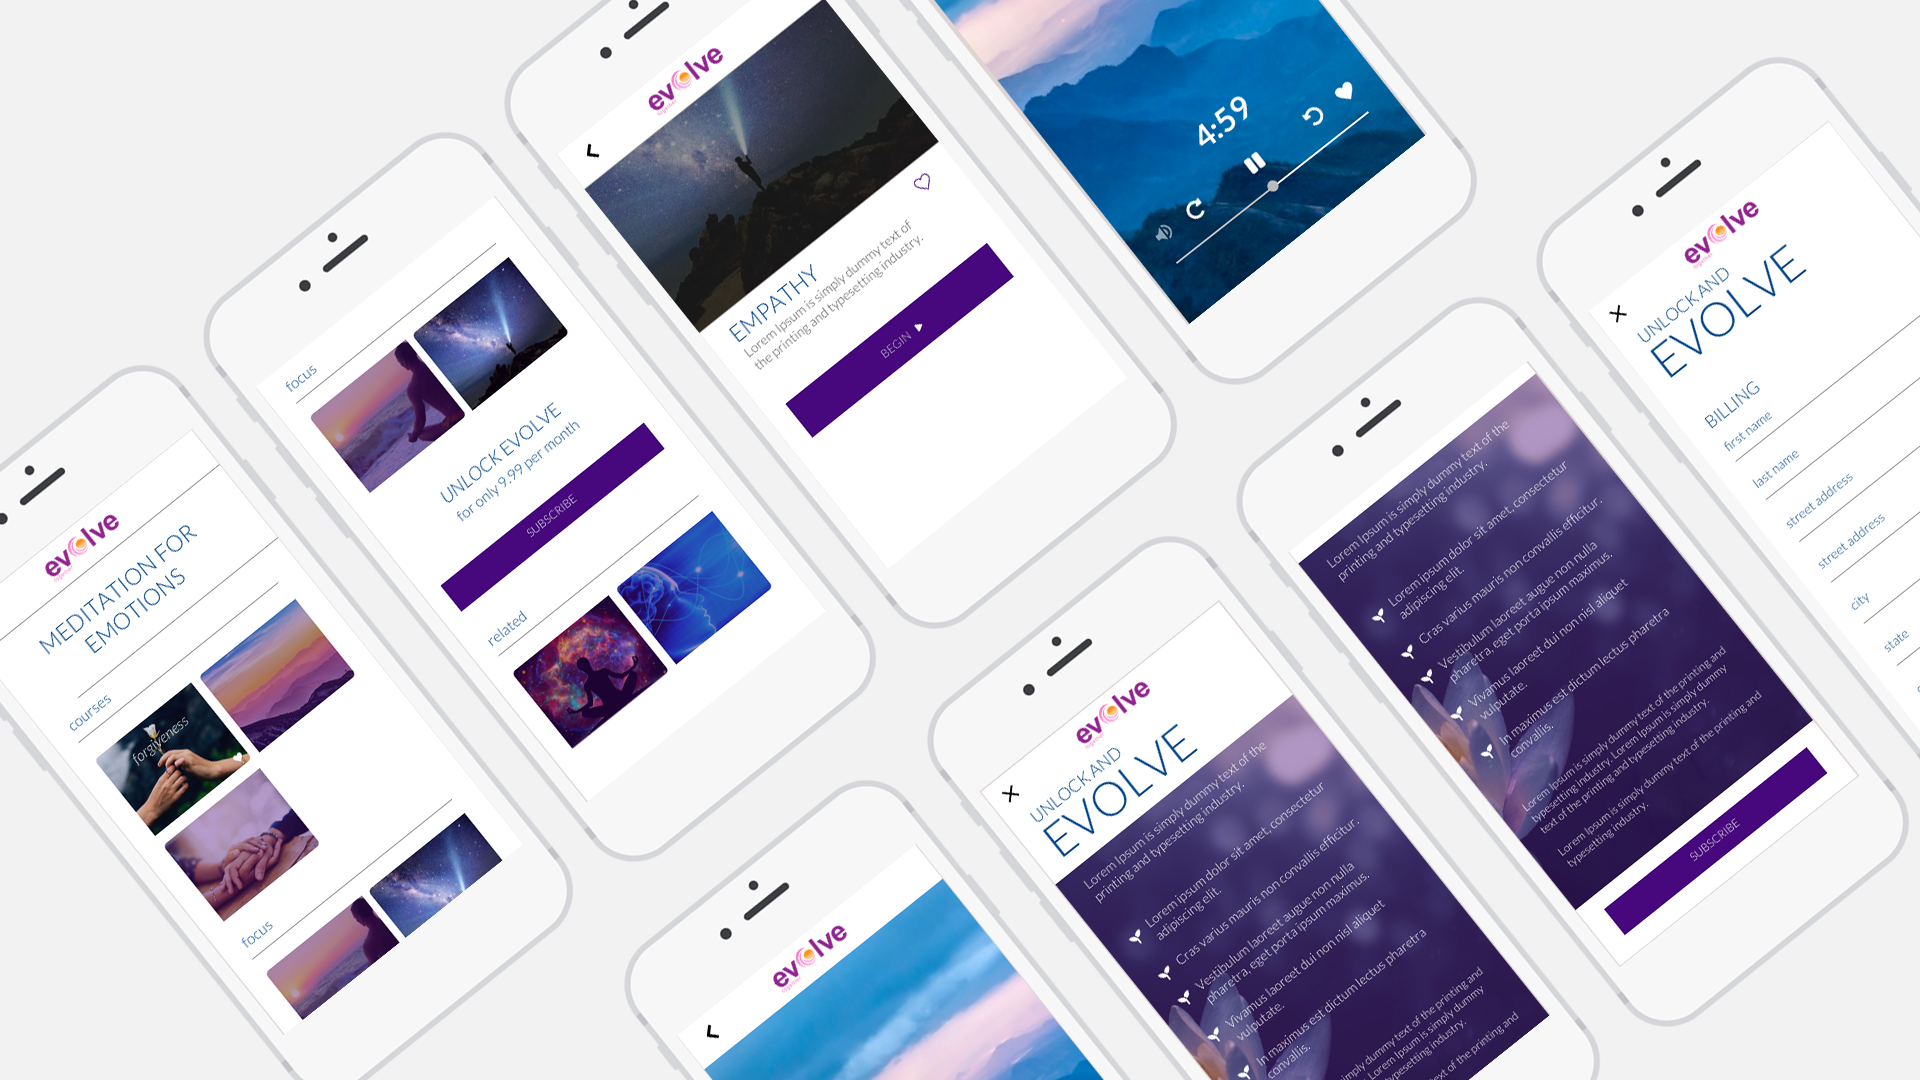 evolve
MEDITATION FOR
EMOTIONS
courses
forgiveness
focus
focus
UNLOCK EVOLVE
for only 9.99 per month
SUBSCRIBE
related
evolve
EMPATHY
Lorem Ipsum is simply dummy text of
the printing and typesetting industry.
BEGIN
4:59
evolve
evolve
UNLOCK AND
EVOLVE
Lorem Ipsum is simply dummy text of the
printing and typesetting industry.
Lorem ipsum dolor sit amet, consectetur
adipiscing elit.
Cras varius mauris non convallis efficitur.
Vestibulum laoreet augue non nulla
pharetra, eget porta ipsum maximus.
Vivamus laoreet dui non nisl aliquet
vulputate.
In maximus est dictum lectus pharetra
convallis.
dummy text of the printing and
Lorem Ipsum is simply dummy
text of the printing and
Lorem Ipsum is simply dummy text of the
printing and typesetting industry.
Lorem ipsum dolor sit amet, consectetur
adipiscing elit.
Cras varius mauris non convallis efficitur.
Vestibulum laoreet augue non nulla
pharetra, eget porta ipsum maximus.
Vivamus laoreet dui non nisl aliquet
vulputate.
In maximus est dictum lectus pharetra
convallis.
Lorem Ipsum is simply dummy text of the printing and
typesetting industry. Lorem Ipsum is simply dummy
text of the printing and typesetting industry.
Lorem Ipsum is simply dummy text of the printing and
typesetting industry.
SUBSCRIBE
evolve
UNLOCK AND
EVOLVE
BILLING
first name
last name
street address
street address
city
state